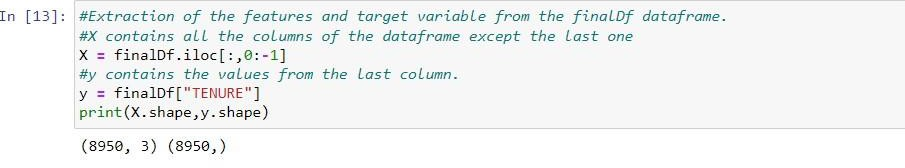 In [13]: #Extraction of the features and target variable from the finalDf dataframe.
#X contains all the columns of the dataframe except the last one
X = finalDf.iloc[:,0:-1]
#y contains the values from the last column.
y = finalDf["TENURE"]
print(X.shape,y.shape)
(8950, 3) (8950,)